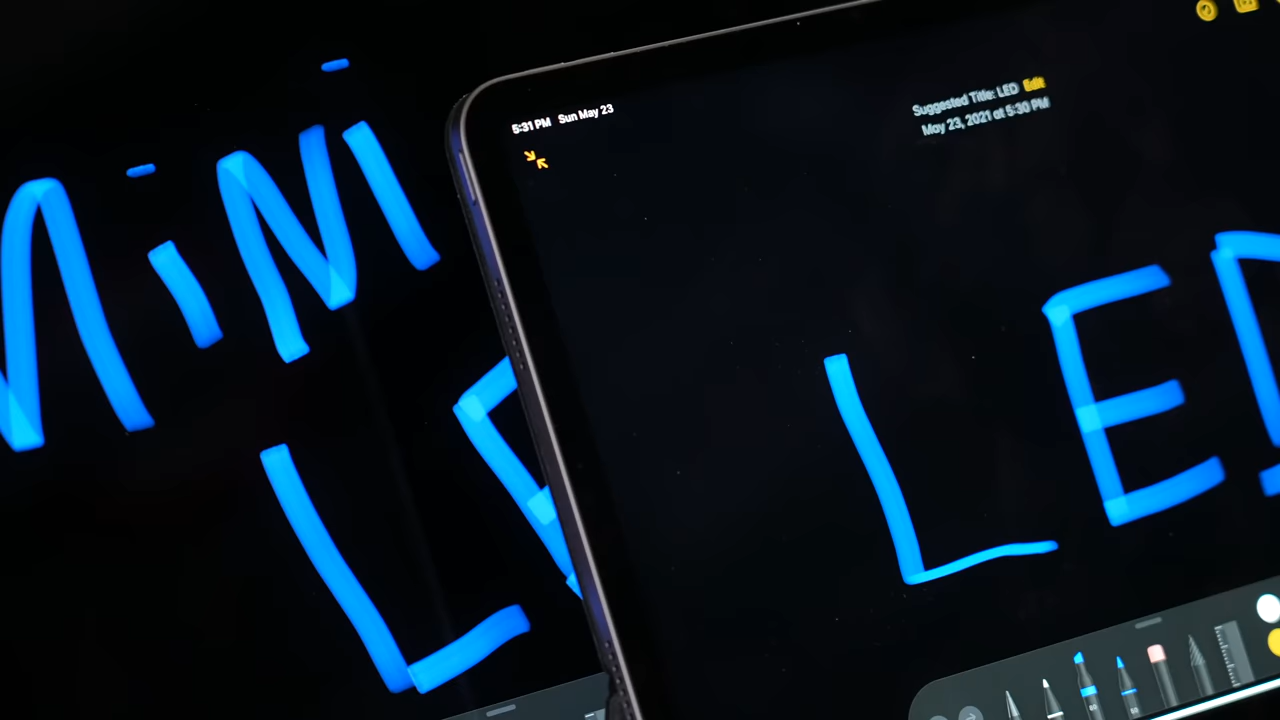 MiNi
LE
5:31 PM Sun May 23
Suggested Title: LED Edit
May 23, 2021 at 5:30 PM
LED